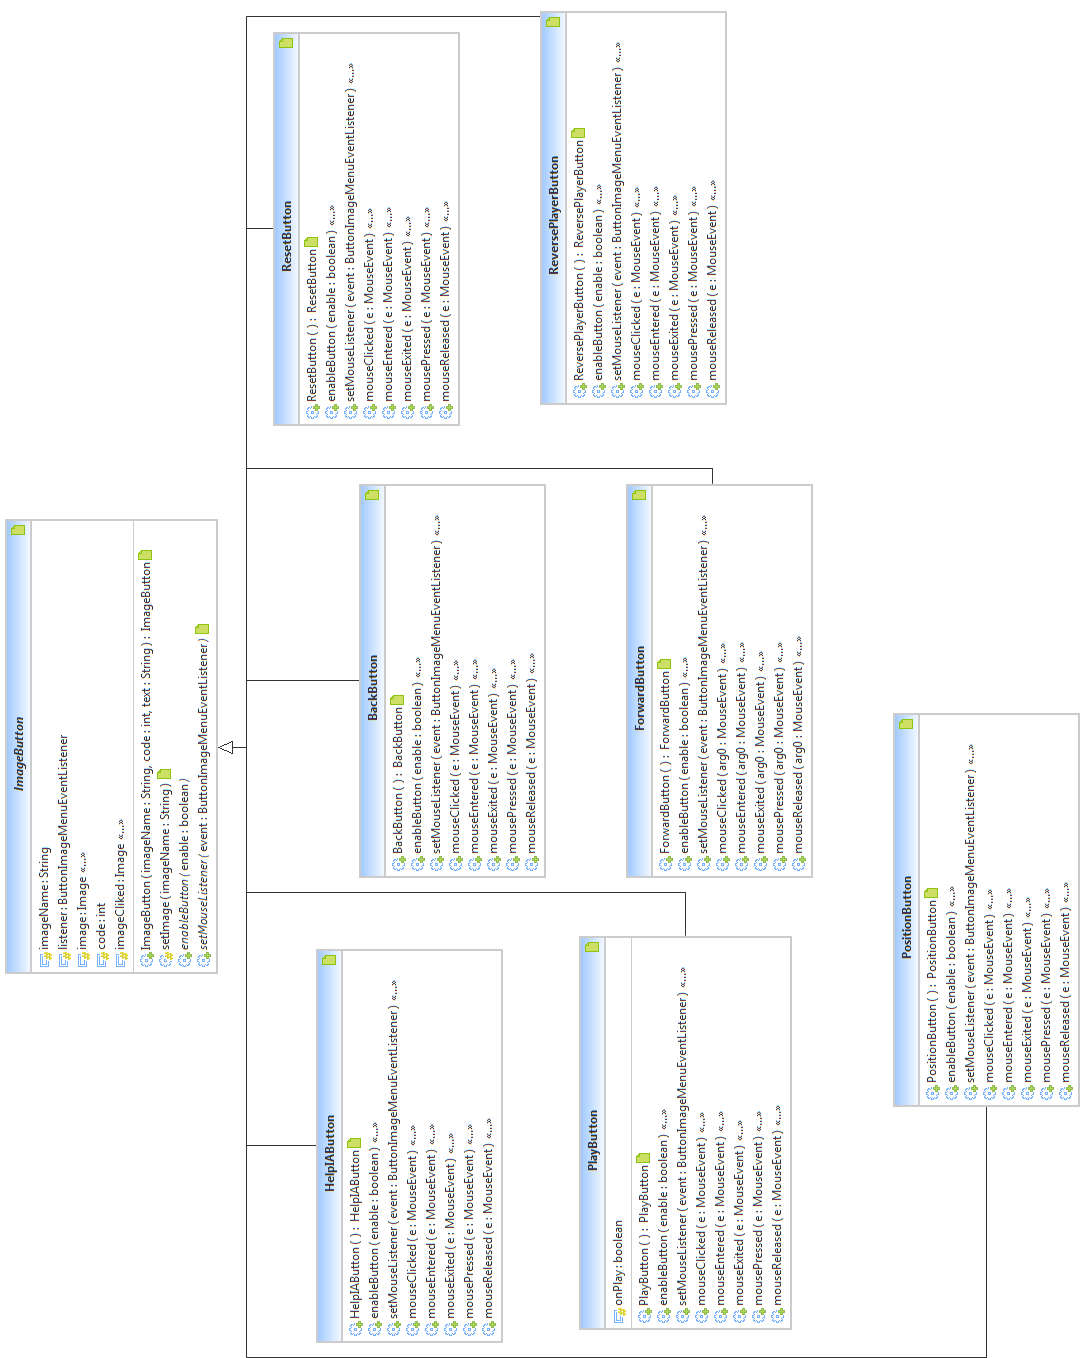 ImageButton
imageName : String
listener : ButtonImageMenuEventListener
image : Image «...»
code : int
imageCliked : Image «...»
ImageButton ( imageName : String, code : int, text : String ) : ImageButton
setImage ( imageName : String )
enableButton ( enable : boolean )
setMouseListener ( event : ButtonImageMenuEventListener )
ResetButton
ResetButton ( ) : ResetButton
enableButton ( enable : boolean ) «...»
setMouseListener ( event : ButtonImageMenuEventListener ) «...»
mouseClicked ( e : MouseEvent ) «...»
mouseEntered ( e : MouseEvent ) «...»
mouseExited ( e : MouseEvent ) «...»
mousePressed ( e : MouseEvent ) «...»
mouseReleased ( e : MouseEvent ) «...»
ReversePlayerButton
ReversePlayerButton ( ) : ReversePlayerButton
enableButton ( enable : boolean ) «...»
setMouseListener ( event : ButtonImageMenuEventListener ) «...»
mouseClicked ( e : MouseEvent ) «...»
mouseEntered ( e : MouseEvent ) «...»
mouseExited ( e : MouseEvent ) «...»
mousePressed ( e : MouseEvent ) «...»
mouseReleased ( e : MouseEvent ) «...»
BackButton
BackButton ( ) : BackButton
enableButton ( enable : boolean ) «...»
setMouseListener ( event : ButtonImageMenuEventListener ) «...»
mouseClicked ( e : MouseEvent ) «...»
mouseEntered ( e : MouseEvent ) «...»
mouseExited ( e : MouseEvent ) «...»
mousePressed ( e : MouseEvent ) «...»
mouseReleased ( e : MouseEvent ) «...»
ForwardButton
ForwardButton ( ) : ForwardButton
enableButton ( enable : boolean ) «...»
setMouseListener ( event : ButtonImageMenuEventListener ) «...»
mouseClicked ( arg0 : MouseEvent ) «...»
mouseEntered ( arg0 : MouseEvent ) «...»
mouseExited ( arg0 : MouseEvent ) «...»
mousePressed ( arg0 : MouseEvent ) «...»
mouseReleased ( arg0 : MouseEvent ) «...»
HelpIAButton
HelpIAButton ( ) : HelpIAButton
enableButton ( enable : boolean ) «...»
setMouseListener ( event : ButtonImageMenuEventListener ) «...»
mouseClicked ( e : MouseEvent ) «...»
mouseEntered ( e : MouseEvent ) «...»
mouseExited ( e : MouseEvent ) «...»
mousePressed ( e : MouseEvent ) «...»
mouseReleased ( e : MouseEvent ) «...»
PlayButton
onPlay : boolean
PlayButton ( ) : PlayButton
enableButton ( enable : boolean ) «...»
setMouseListener ( event : ButtonImageMenuEventListener ) «...»
mouseClicked ( e : MouseEvent ) «...»
mouseEntered ( e : MouseEvent ) «...»
mouseExited ( e : MouseEvent ) «...»
mousePressed ( e : MouseEvent ) «...»
mouseReleased ( e : MouseEvent ) «...»
PositionButton
PositionButton ( ) : PositionButton
enableButton ( enable : boolean ) «...»
setMouseListener ( event : ButtonImageMenuEventListener ) «...»
mouseClicked ( e : MouseEvent ) «...»
mouseEntered ( e : MouseEvent ) «...»
mouseExited ( e : MouseEvent ) «...»
mousePressed ( e : MouseEvent ) «...»
mouseReleased ( e : MouseEvent ) «...»